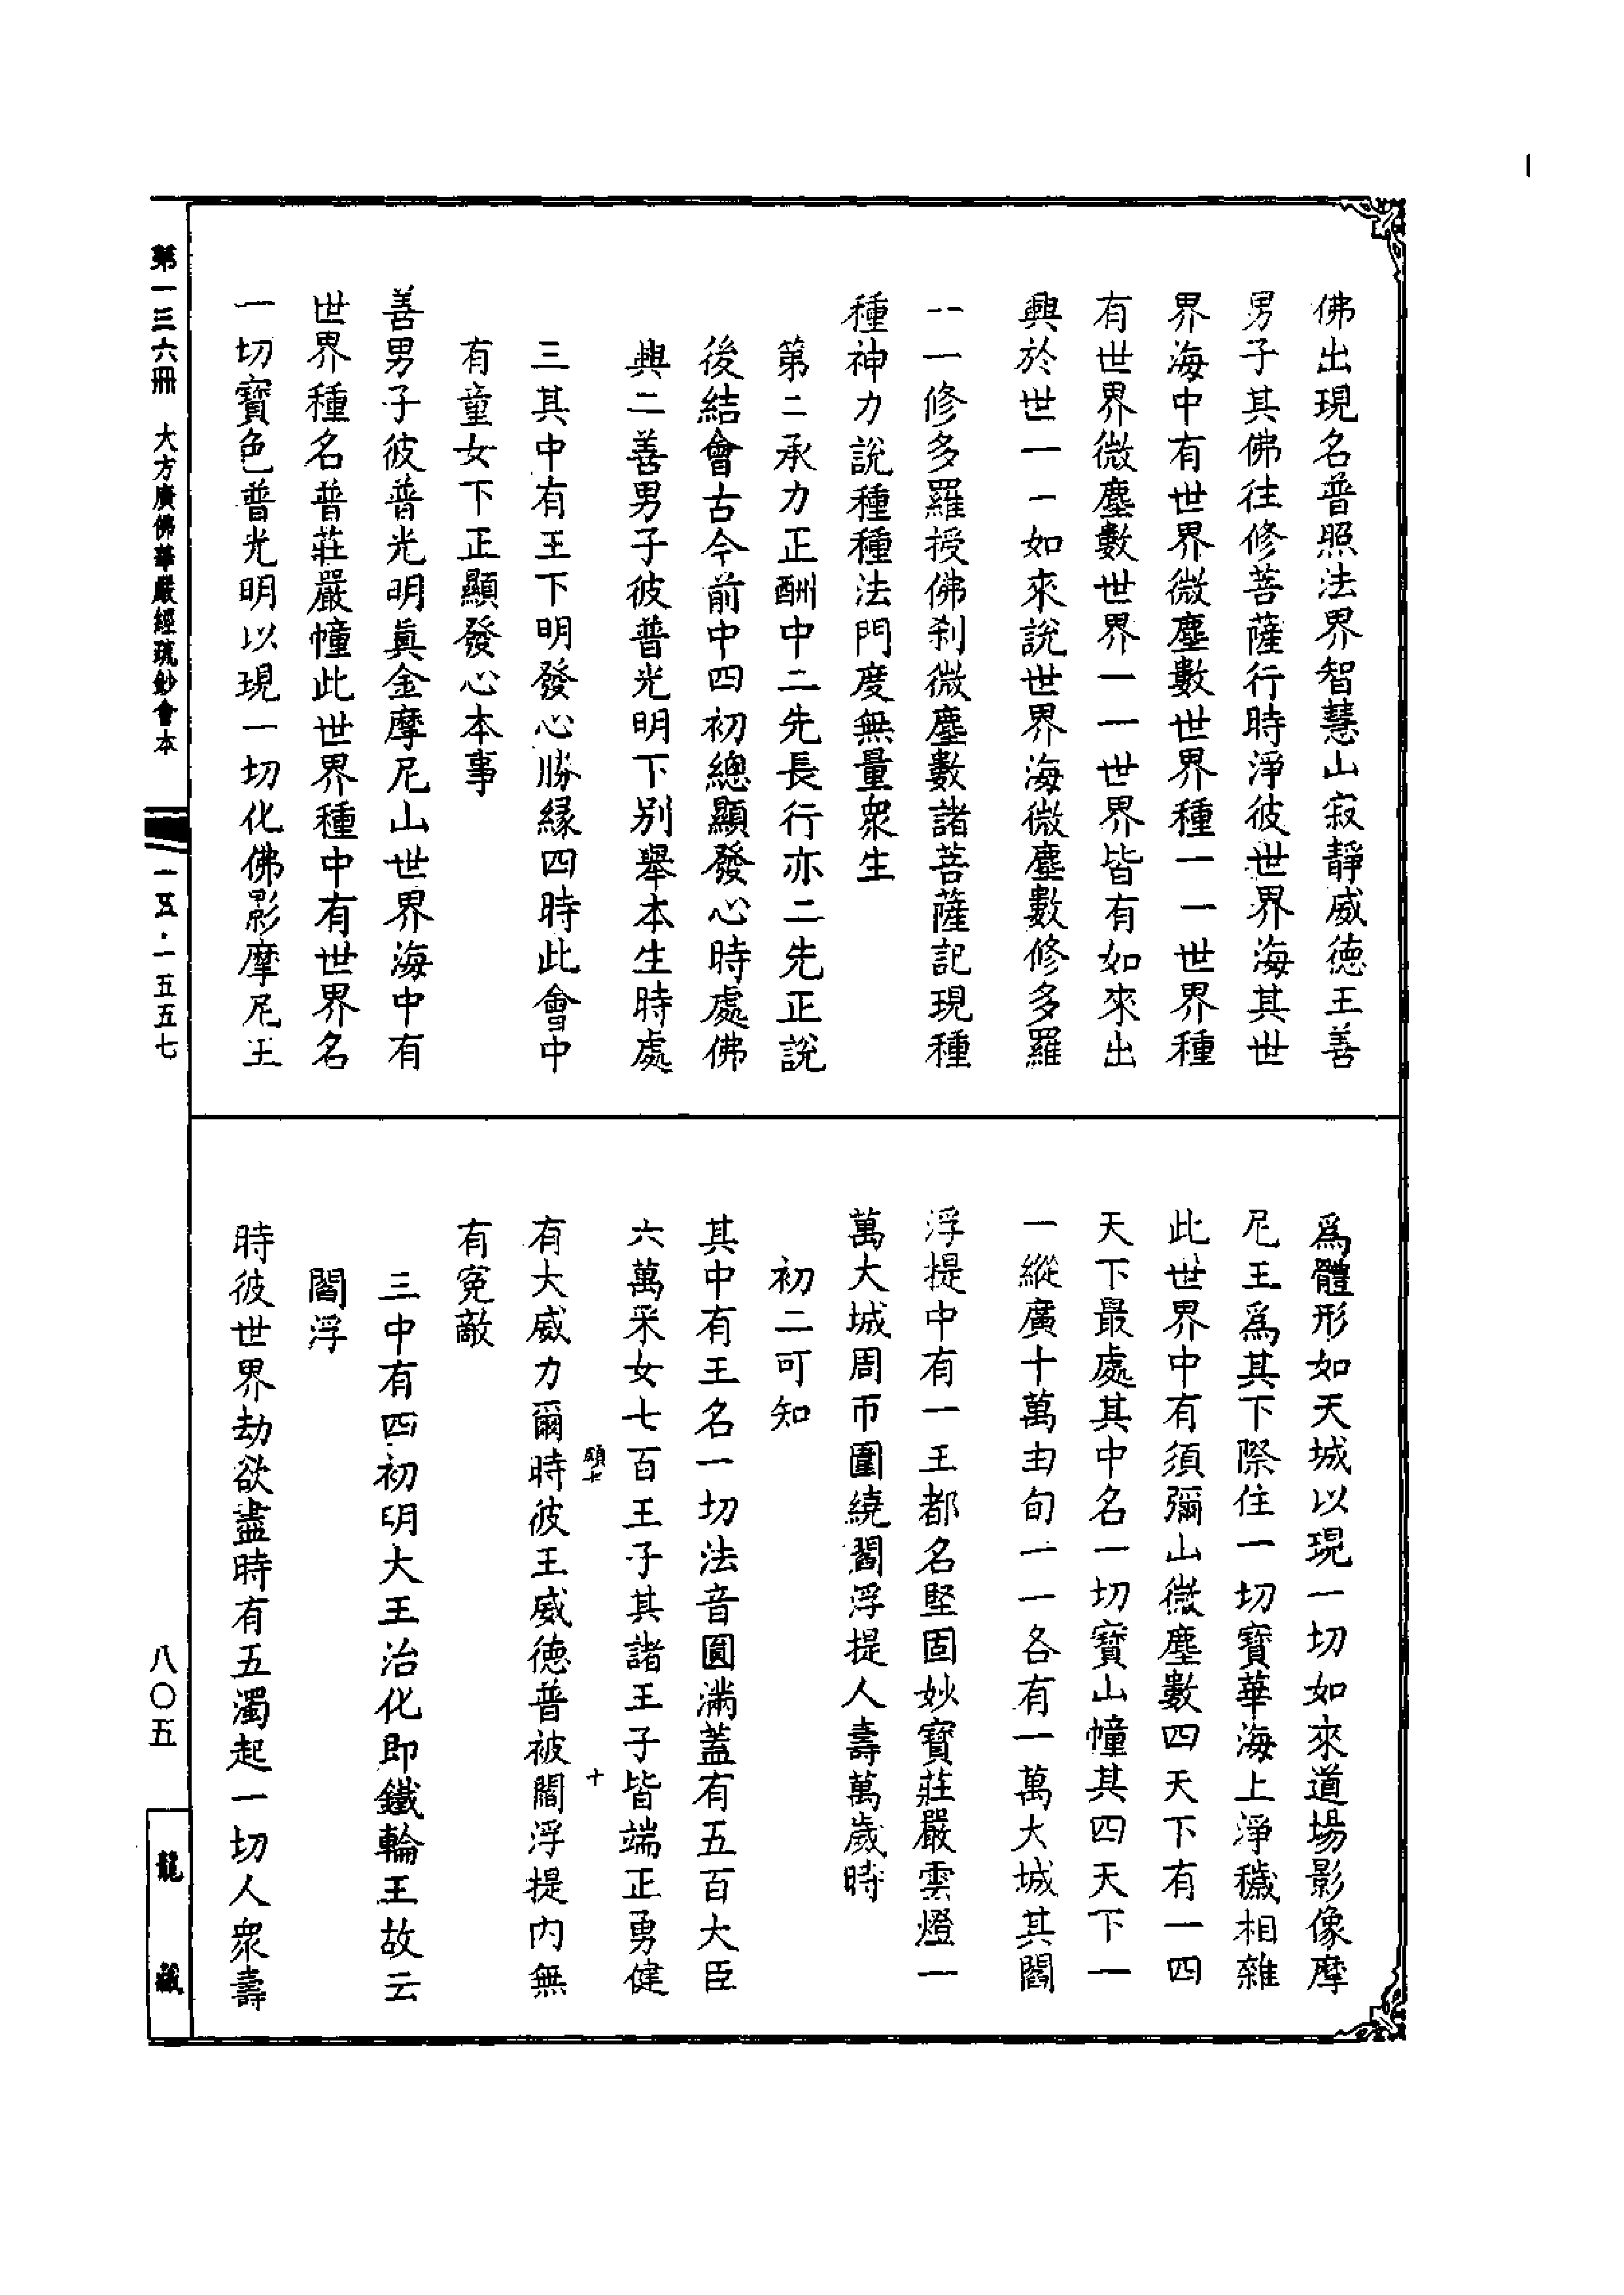 佛出現名普照法界智慧山寂靜威德王善
男子其佛往修菩薩行時淨彼世界海其世
界海中有世界微塵數世界種一一世界種
有世界微塵數世界一一世界皆有如來出
興於世一一如來說世界海微塵數修多羅
一一修多羅授佛刹微塵數諸菩薩記現種
種神力說種種法門度無量衆生
第二承力正酬中二先長行亦二先正說
後結會古今前中四初總顯發心時處佛
興二善男子彼普光明下別舉本生時處
三其中有王下明發心勝緣四時此會中
有童女下正顯發心本事
善男子彼普光明眞金摩尼山世界海中有
世界種名普莊嚴幢此世界種中有世界名
一切寶色普光明以現一切化佛影摩尼王
爲體形如天城以現一切如來道場影像摩
尼王爲其下際住一切寶華海上淨穢相雜
此世界中有須彌山微塵數四天下有一四
天下最處其中名一切寶山幢其四天下一
一縱廣十萬由旬一一各有一萬大城其閻
浮提中有一王都名堅固妙寶莊嚴雲燈一
萬大城周帀圍繞閻浮提人壽萬歲時
初二可知
其中有王名一切法音圓滿蓋有五百大臣
六萬采女七百王子其諸王子皆端正勇健
有大威力爾時彼王威德普被閻浮提內無
有冤敵
三中有四初明大王治化即鐵輪王故云
閻浮
時彼世界劫欲盡時有五濁起一切人衆壽
第一三六冊　大方廣佛華嚴經疏鈔會本
一五·一五五七
八〇五
龍藏